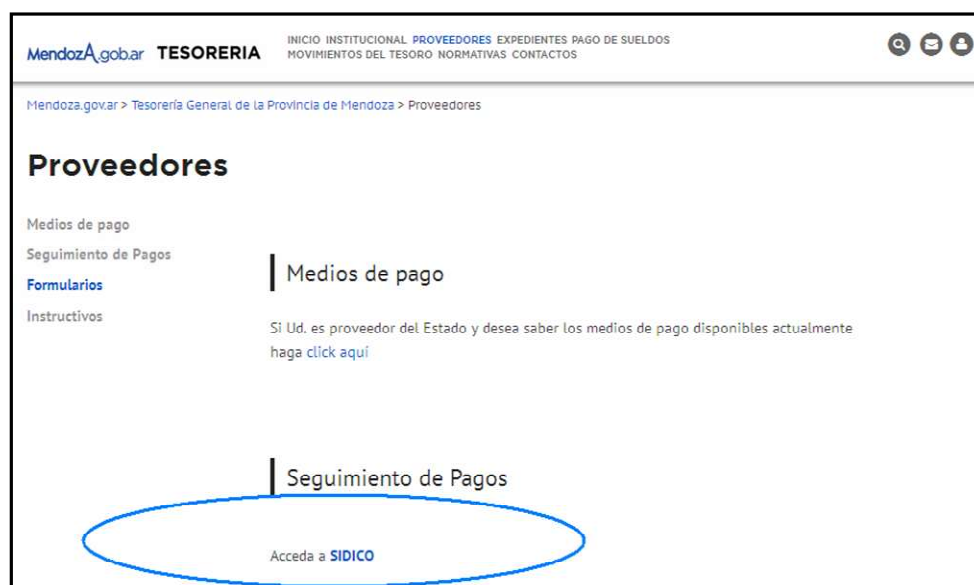 MendozA.gob.ar TESORERIA
INICIO INSTITUCIONAL PROVEEDORES EXPEDIENTES PAGO DE SUELDOS
MOVIMIENTOS DEL TESORO NORMATIVAS CONTACTOS
Mendoza.gov.ar > Tesorería General de la Provincia de Mendoza > Proveedores
Proveedores
Medios de pago
Seguimiento de Pagos
Formularios
Instructivos
Medios de pago
Si Ud. es proveedor del Estado y desea saber los medios de pago disponibles actualmente
haga click aquí
Seguimiento de Pagos
Acceda a SIDICO